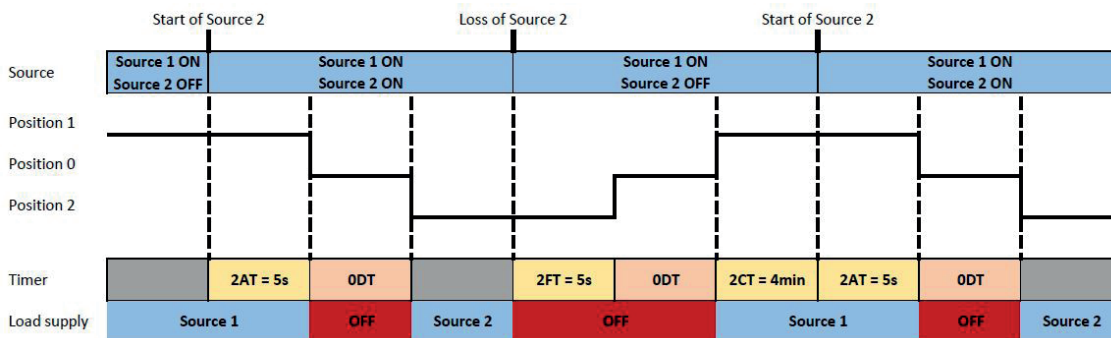 Start of Source 2 Loss of Source 2 Start of Source 2
Source
Source 1 ON Source 1 ON Source 1 ON Source 1 ON
Source 2 OFF Source 2 ON Source 2 OFF Source 2 ON
Position 1
Position 0
Position 2
Timer 2AT = 5s 0DT 2FT = 5s 0DT 2CT = 4min 2AT = 5s 0DT
Load supply Source 1 OFF Source 2 OFF Source 1 OFF Source 2